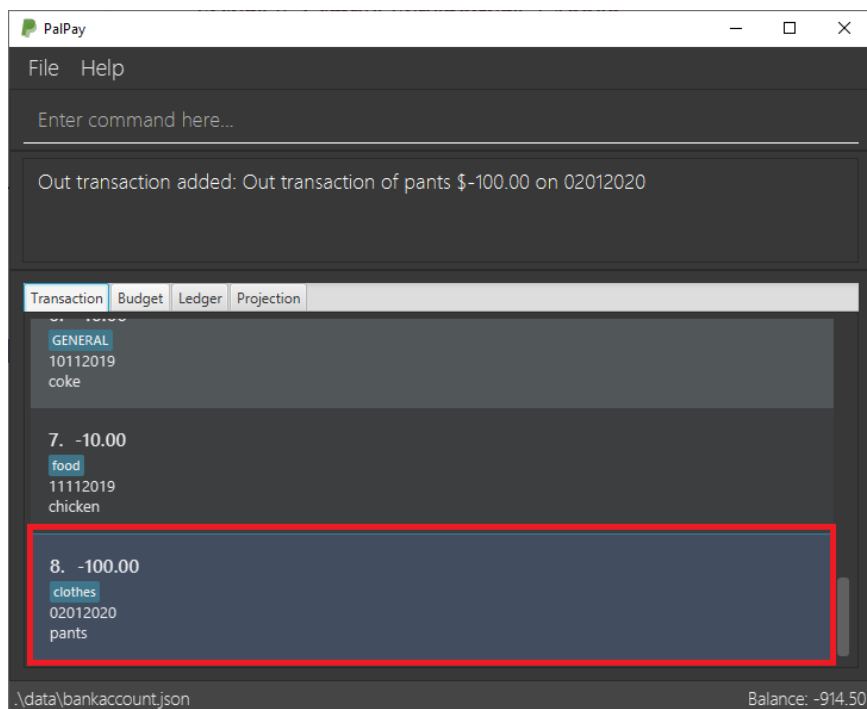 PalPay
File Help
Enter command here...
Out transaction added: Out transaction of pants $-100.00 on 02012020
Transaction Budget Ledger Projection
GENERAL
10112019
coke
7. -10.00
food
11112019
chicken
8. -100.00
clothes
02012020
pants
.\data\bankaccount.json Balance: -914.50